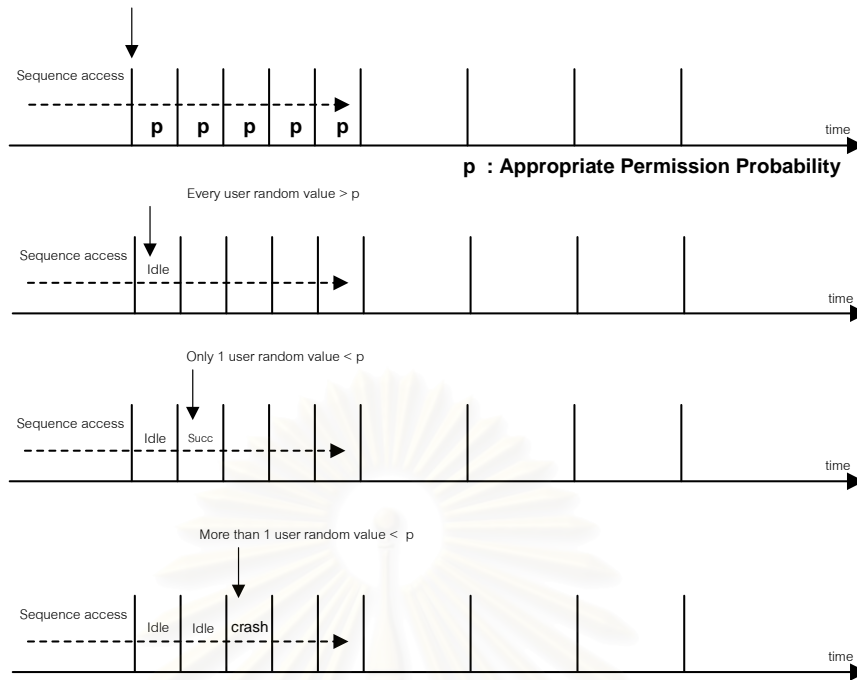 Sequence access
p p p p p
time
p : Appropriate Permission Probability
Every user random value > p
Sequence access
Idle
time
Only 1 user random value < p
Sequence access
Idle Succ
time
More than 1 user random value < p
Sequence access
Idle Idle crash
time